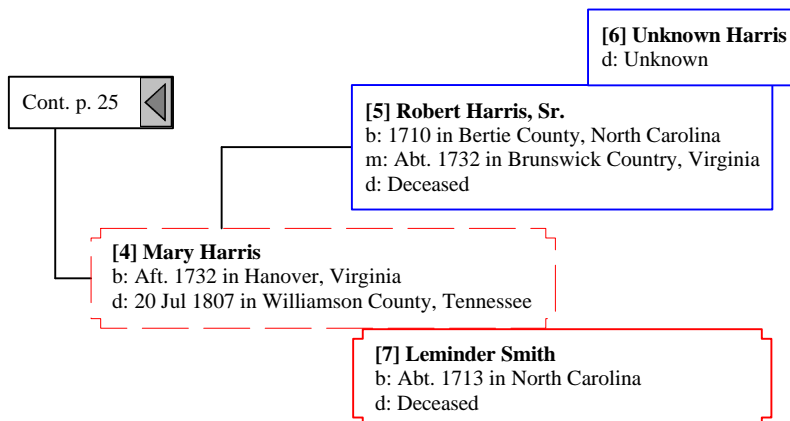 [6] Unknown Harris
d: Unknown
Cont. p. 25
[5] Robert Harris, Sr.
b: 1710 in Bertie County, North Carolina
m: Abt. 1732 in Brunswick Country, Virginia
d: Deceased
[4] Mary Harris
b: Aft. 1732 in Hanover, Virginia
d: 20 Jul 1807 in Williamson County, Tennessee
[7] Leminder Smith
b: Abt. 1713 in North Carolina
d: Deceased